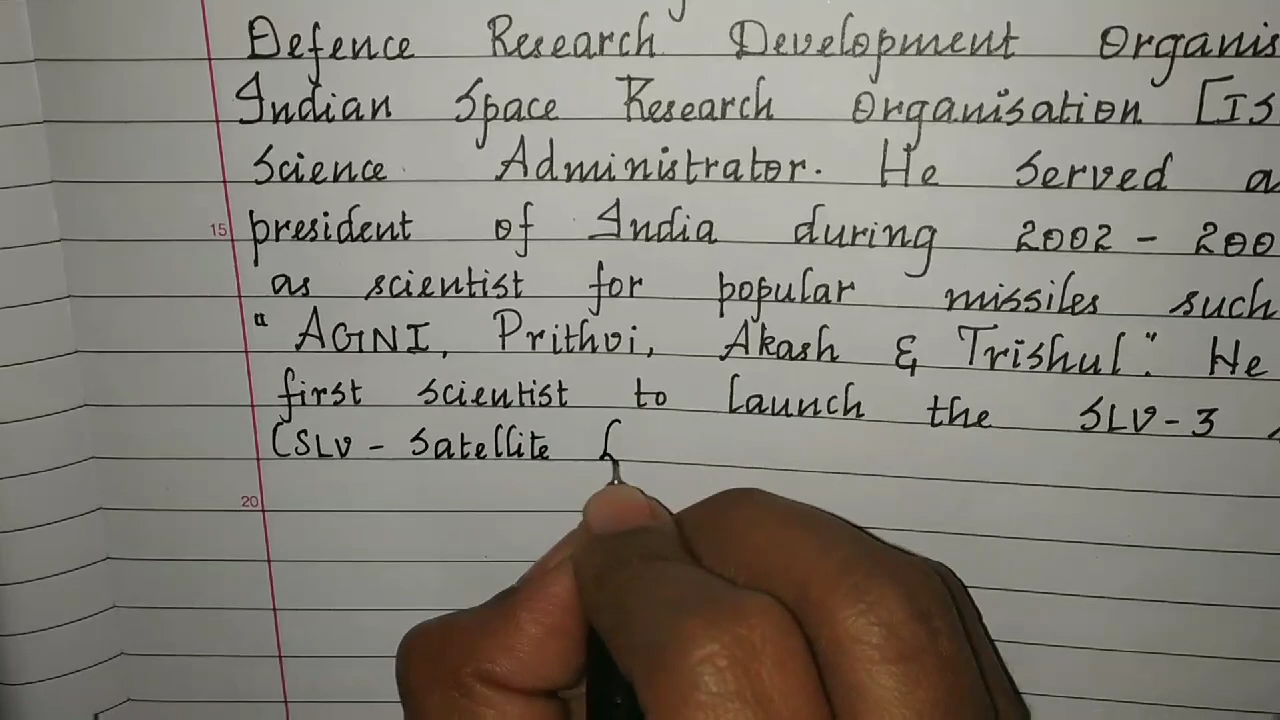 Defence Research Development Organis
Indian Space Research Organisation [IS
Science Administrator. He served a
15 president of India during 2002 - 200
as scientist for popular missiles such
" AGNI, Prithvi, Akash & Trishul". He
first scientist to launch the SLV-3
(SLV - Satellite L
20